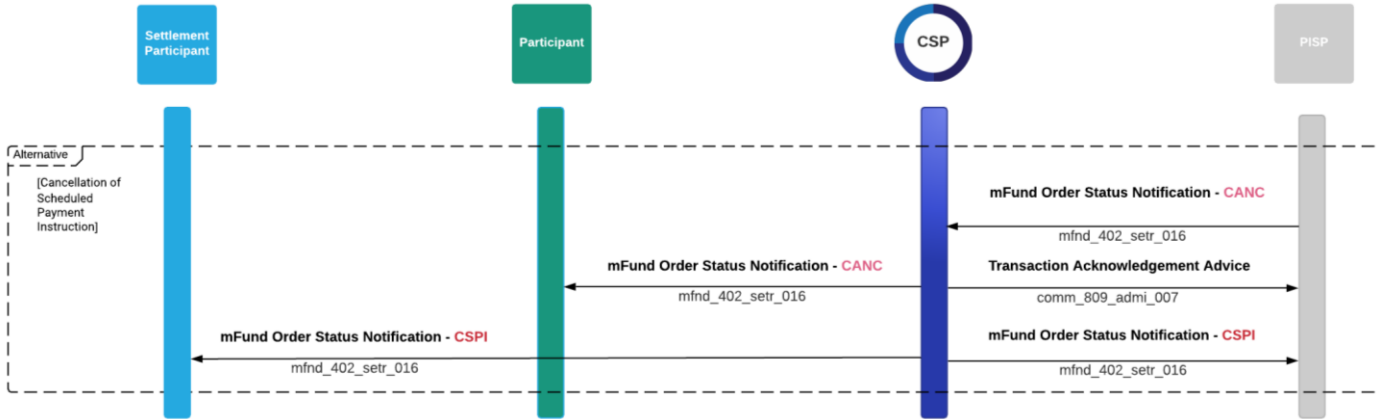 Settlement
Participant
Participant
CSP
PISP
Alternative
[Cancellation of
Scheduled
Payment
Instruction]
mFund Order Status Notification - CANC
mfnd_402_setr_016
mFund Order Status Notification - CANC
mfnd_402_setr_016
Transaction Acknowledgement Advice
comm_809_admi_007
mFund Order Status Notification - CSPI
mfnd_402_setr_016
mFund Order Status Notification - CSPI
mfnd_402_setr_016